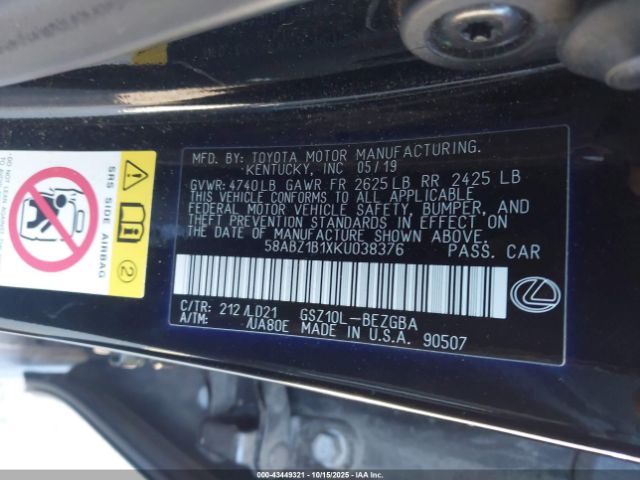 MFD. BY: TOYOTA MOTOR MANUFACTURING.
KENTUCKY, INC 05/19
GVWR: 4740LB GAWR FR 2625LB RR 2425 LB
THIS VEHICLE CONFORMS TO ALL APPLICABLE
FEDERAL MOTOR VEHICLE SAFETY, BUMPER, AND
THEFT PREVENTION STANDARDS IN EFFECT ON
THE DATE OF MANUFACTURE SHOWN ABOVE.
58ABZ1B1XKU038376 PASS. CAR
C/TR: 212/LD21 GSZ10L-BEZGBA
A/TM: /UA80E MADE IN U.S.A. 90507
SRS SIDE AIRBAG
2
000-43449321 - 10/15/2025 - IAAI.COM